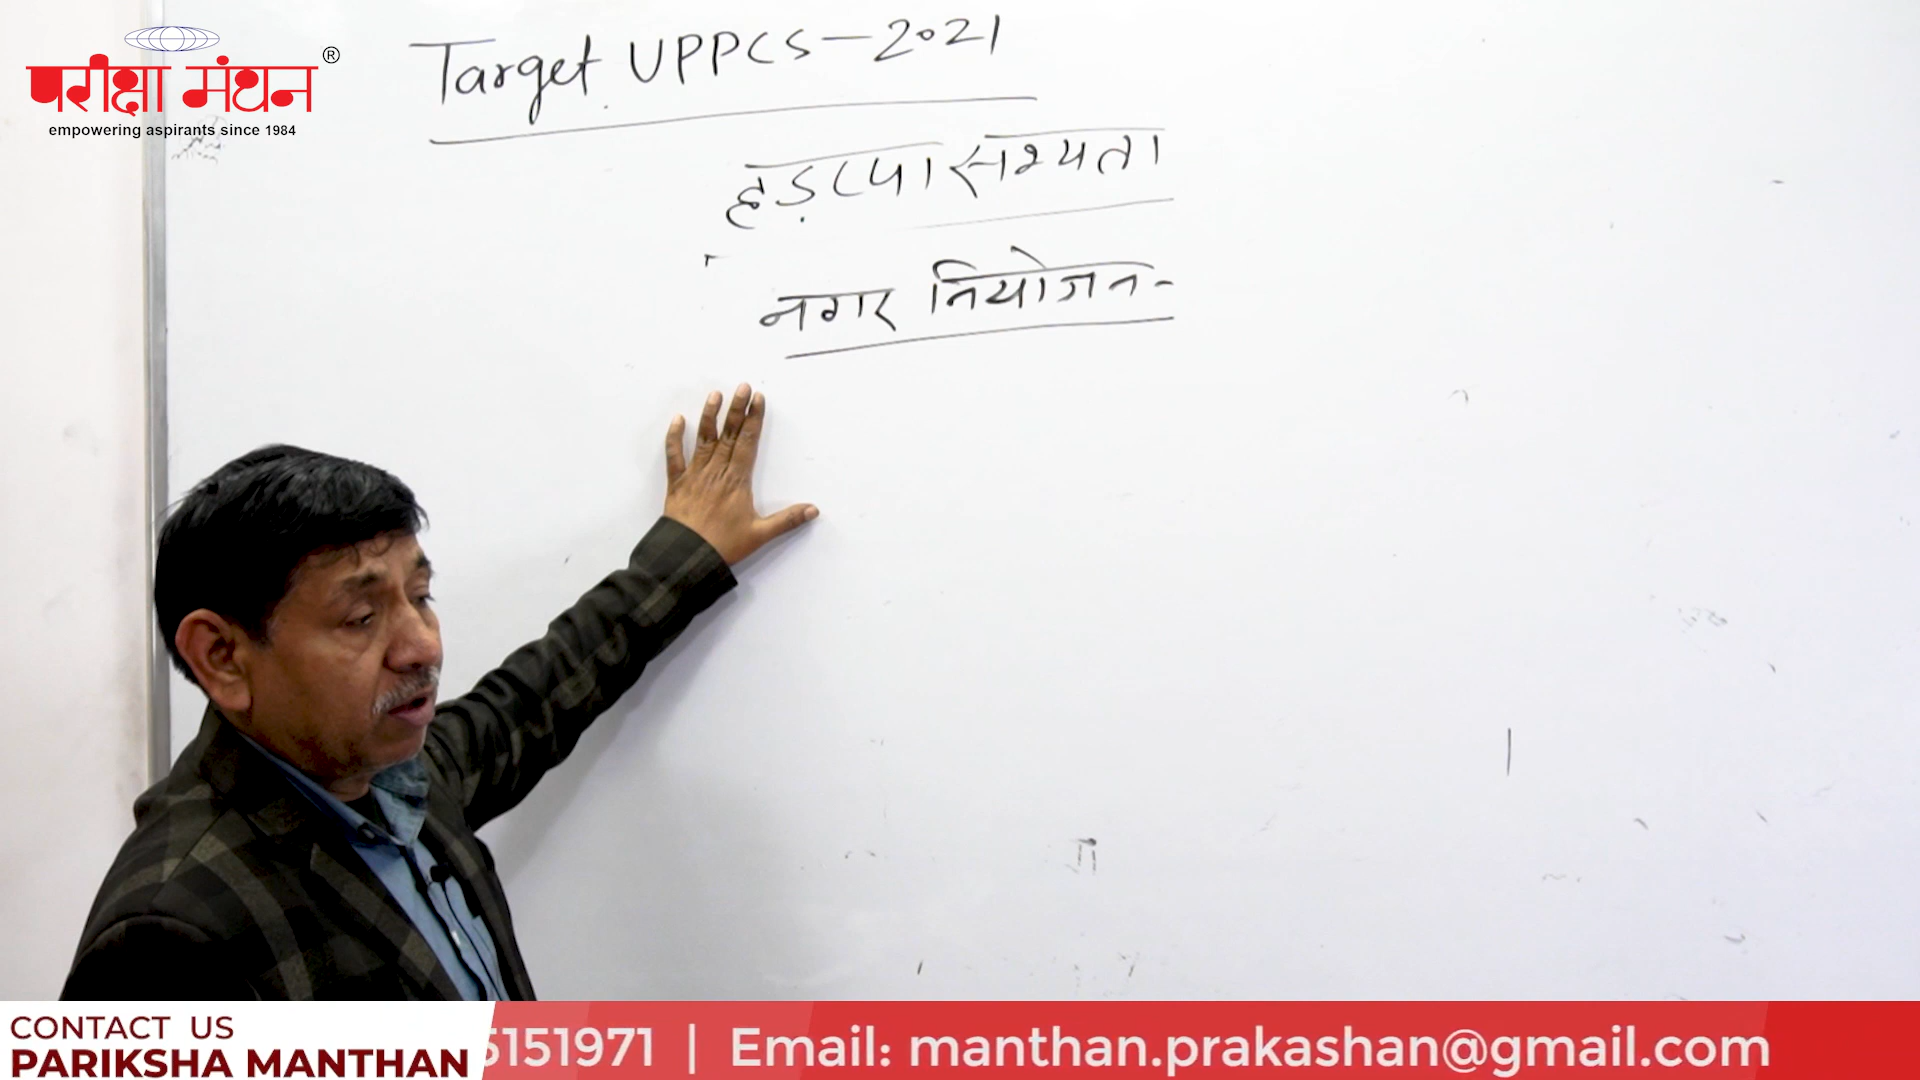 परीक्षा मंथन®
empowering aspirants since 1984
Target UPPCS-2021
हड़प्पा सभ्यता
नगर नियोजन-
CONTACT US
PARIKSHA MANTHAN
5151971 | Email: manthan.prakashan@gmail.com